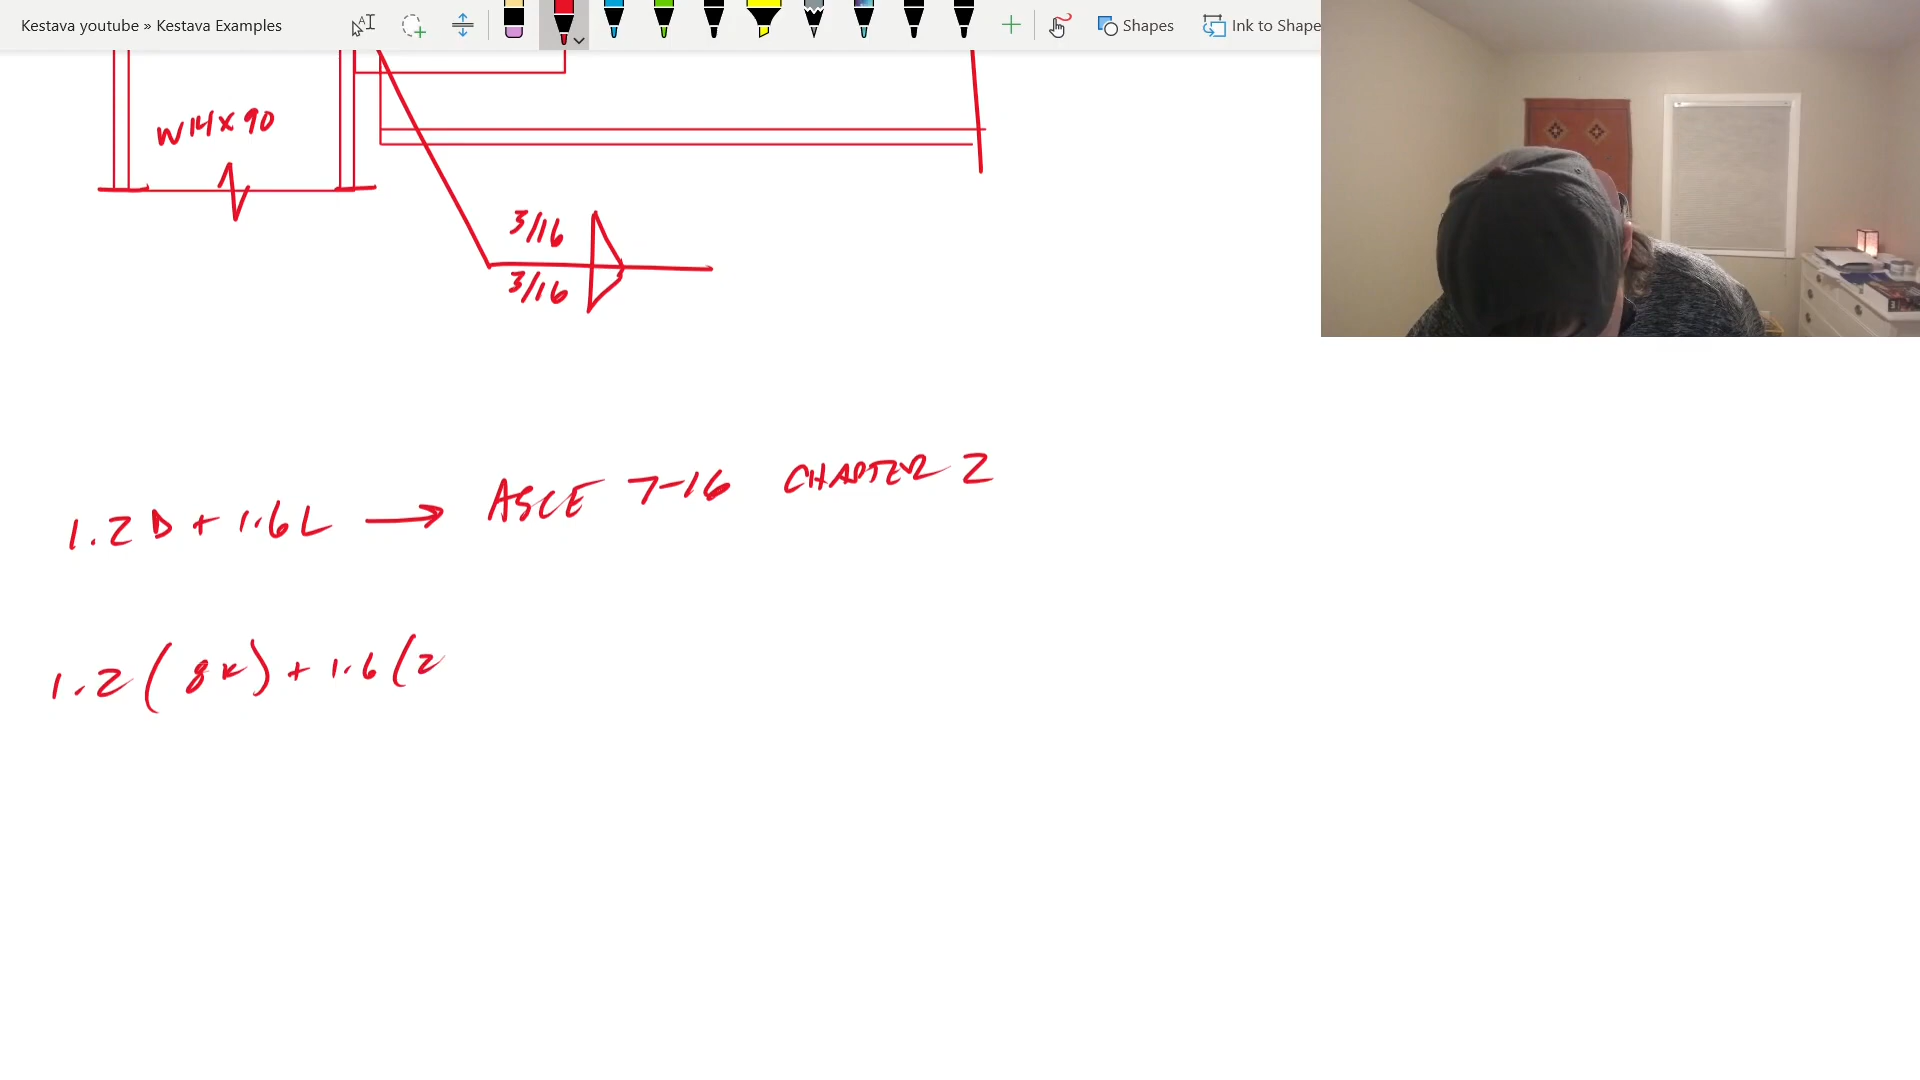 Kestava youtube » Kestava Examples
Shapes
Ink to Shape
W14x90
3/16
3/16
1.2D + 1.6L → ASCE 7-16 CHAPTER 2
1.2(8K) + 1.6(2